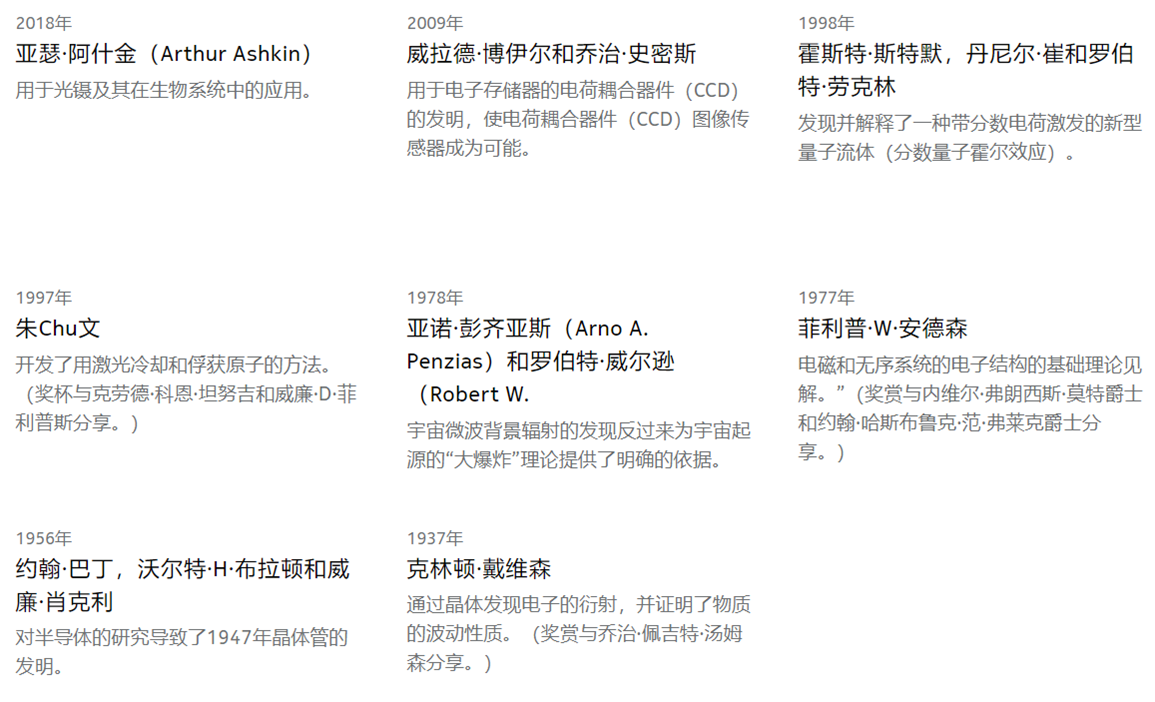 2018年
亚瑟·阿什金（Arthur Ashkin）
用于光镊及其在生物系统中的应用。
2009年
威拉德·博伊尔和乔治·史密斯
用于电子存储器的电荷耦合器件（CCD）
的发明，使电荷耦合器件（CCD）图像传
感器成为可能。
1998年
霍斯特·斯特默，丹尼尔·崔和罗伯
特·劳克林
发现并解释了一种带分数电荷激发的新型
量子流体（分数量子霍尔效应）。
1997年
朱Chu文
开发了用激光冷却和俘获原子的方法。
（奖杯与克劳德·科恩·坦努吉和威廉·D·菲
利普斯分享。）
1978年
亚诺·彭齐亚斯（Arno A.
Penzias）和罗伯特·威尔逊
（Robert W.
宇宙微波背景辐射的发现反过来为宇宙起
源的“大爆炸”理论提供了明确的依据。
1977年
菲利普·W·安德森
电磁和无序系统的电子结构的基础理论见
解。”（奖赏与内维尔·弗朗西斯·莫特爵士
和约翰·哈斯布鲁克·范·弗莱克爵士分
享。）
1956年
约翰·巴丁，沃尔特·H·布拉顿和威
廉·肖克利
对半导体的研究导致了1947年晶体管的
发明。
1937年
克林顿·戴维森
通过晶体发现电子的衍射，并证明了物质
的波动性质。（奖赏与乔治·佩吉特·汤姆
森分享。）